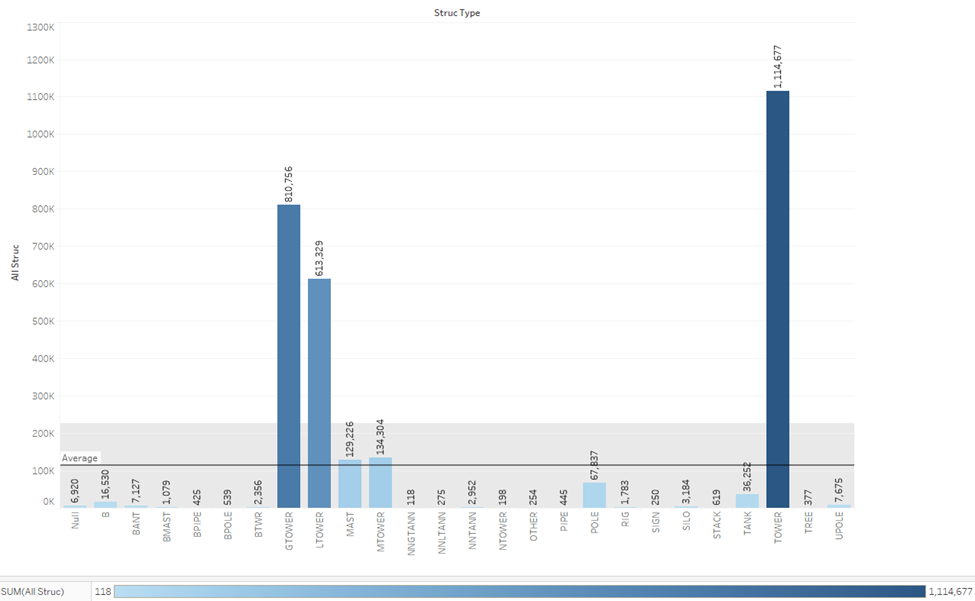 Struc Type
1300K
1200K
1100K
1000K
900K
800K
700K
600K
500K
400K
300K
200K
100K
0K
All Struc
Average
6,920
16,530
7,127
1,079
425
539
2,356
810,756
613,329
129,226
134,304
118
275
2,952
198
254
445
67,837
1,783
250
3,184
619
36,252
1,114,677
377
7,675
Null
B
BANT
BMAST
BPIPE
BPOLE
BTWR
GTOWER
LTOWER
MAST
MTOWER
NNGTANN
NNLTANN
NNTANN
NTOWER
OTHER
PIPE
POLE
RIG
SIGN
SILO
STACK
TANK
TOWER
TREE
UPOLE
SUM(All Struc) 118 1,114,677